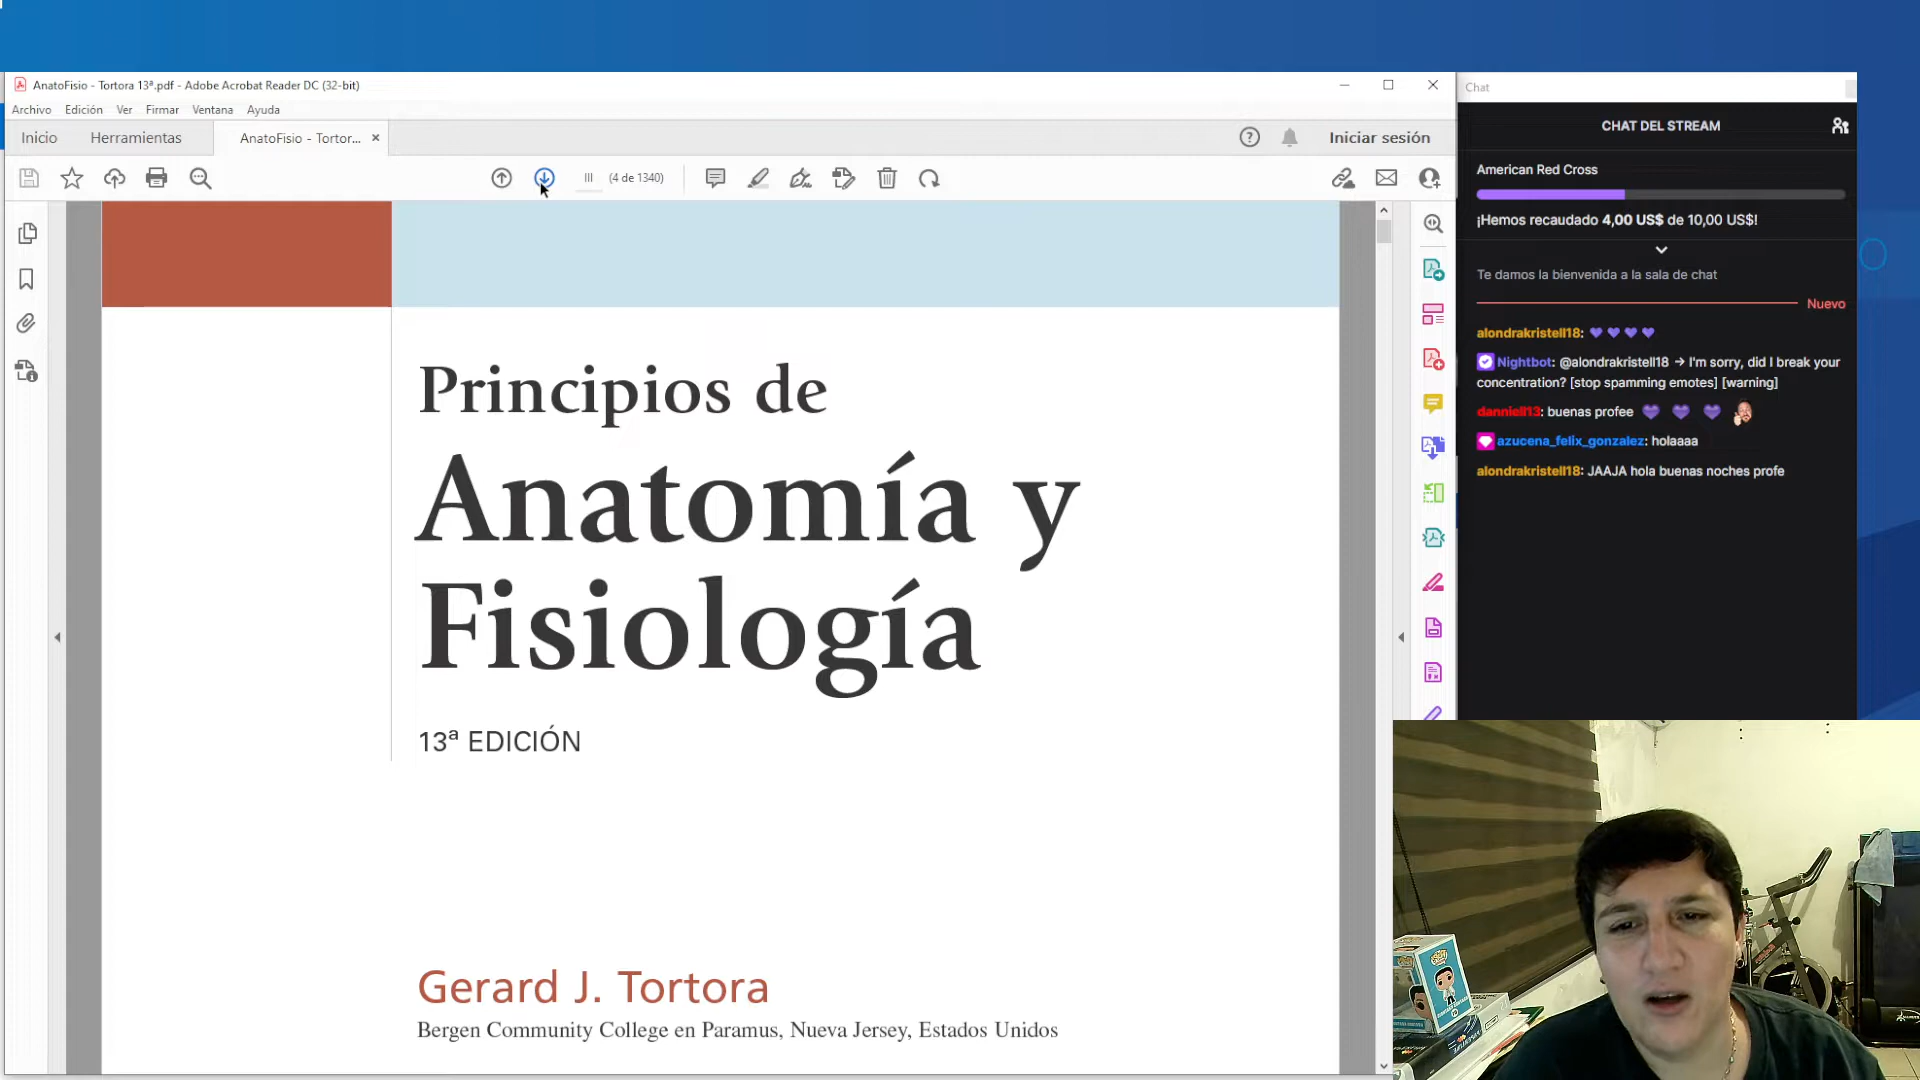 AnatoFisio - Tortora 13ª.pdf - Adobe Acrobat Reader DC (32-bit)
Archivo Edición Ver Firmar Ventana Ayuda
Inicio Herramientas AnatoFisio - Tortor... Iniciar sesión
III (4 de 1340)
Principios de
Anatomía y
Fisiología
13ª EDICIÓN
Gerard J. Tortora
Bergen Community College en Paramus, Nueva Jersey, Estados Unidos
Chat
CHAT DEL STREAM
American Red Cross
¡Hemos recaudado 4,00 US$ de 10,00 US$!
Te damos la bienvenida a la sala de chat
Nuevo
alondrakristell18:
Nightbot: @alondrakristell18 → I'm sorry, did I break your
concentration? [stop spamming emotes] [warning]
danniell13: buenas profee
azucena_felix_gonzalez: holaaaa
alondrakristell18: JAAJA hola buenas noches profe